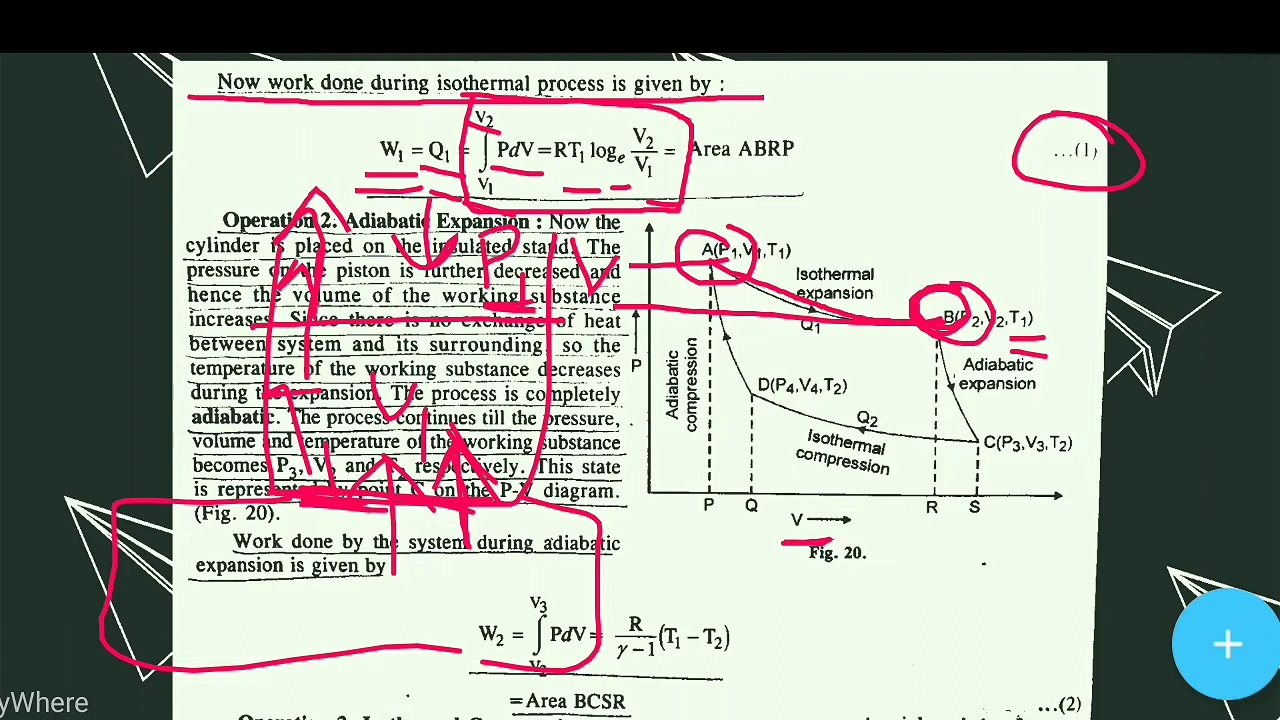 Now work done during isothermal process is given by :
W₁ = Q₁ = ∫_{V₁}^{V₂} PdV = RT₁ logₑ V₂/V₁ = Area ABRP ...(1)
Operation 2. Adiabatic Expansion : Now the
cylinder is placed on the insulated stand. The
pressure on the piston is further decreased and
hence the volume of the working substance
increases. Since there is no exchange of heat
between system and its surrounding, so the
temperature of the working substance decreases
during the expansion. The process is completely
adiabatic. The process continues till the pressure,
volume and temperature of the working substance
becomes P₃, V₃ and T₂ respectively. This state
is represented by point C on the P-V diagram.
(Fig. 20).
Work done by the system during adiabatic
expansion is given by
W₂ = ∫_{V₂}^{V₃} PdV = R/(γ−1) (T₁ − T₂)
= Area BCSR ...(2)
A(P₁,V₁,T₁)
Isothermal
expansion
Q₁
B(P₂,V₂,T₁)
Adiabatic
expansion
P
Adiabatic
compression
D(P₄,V₄,T₂)
Q₂
Isothermal
compression
C(P₃,V₃,T₂)
P Q R S
V
Fig. 20.
P V
V
yWhere